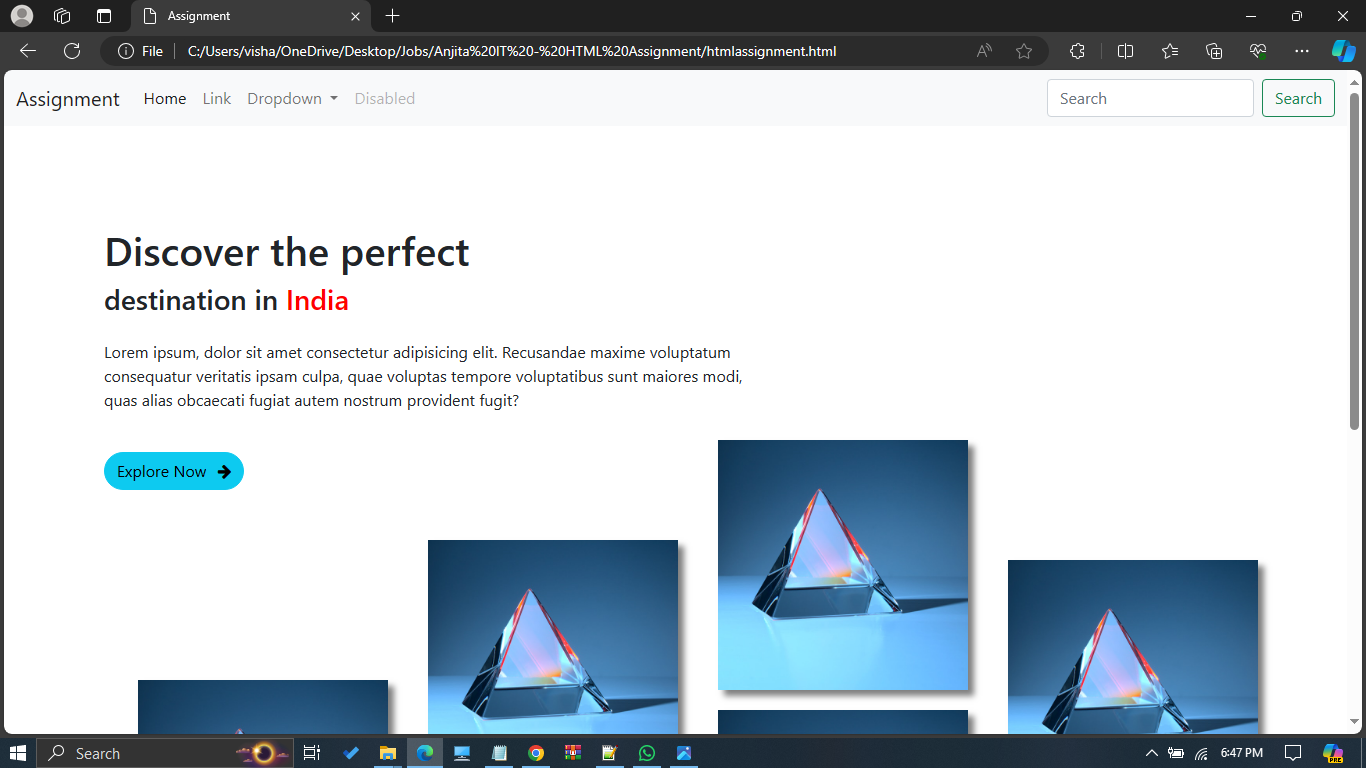 Assignment
File
C:/Users/visha/OneDrive/Desktop/Jobs/Anjita%20IT%20-%20HTML%20Assignment/htmlassignment.html
Assignment Home Link Dropdown Disabled Search Search
Discover the perfect
destination in India
Lorem ipsum, dolor sit amet consectetur adipisicing elit. Recusandae maxime voluptatum
consequatur veritatis ipsam culpa, quae voluptas tempore voluptatibus sunt maiores modi,
quas alias obcaecati fugiat autem nostrum provident fugit?
Explore Now
Search
6:47 PM
PRE